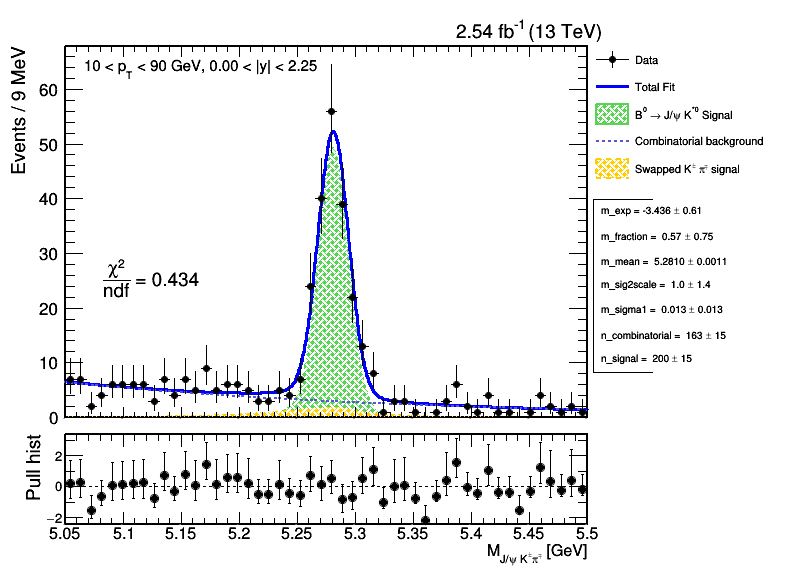 2.54 fb⁻¹ (13 TeV)
Events / 9 MeV
10 < p_T < 90 GeV, 0.00 < |y| < 2.25
χ²
ndf = 0.434
60
50
40
30
20
10
0
Data
Total Fit
B⁰ → J/ψ K*⁰ Signal
Combinatorial background
Swapped K± π∓ signal
m_exp = -3.436 ± 0.61
m_fraction = 0.57 ± 0.75
m_mean = 5.2810 ± 0.0011
m_sig2scale = 1.0 ± 1.4
m_sigma1 = 0.013 ± 0.013
n_combinatorial = 163 ± 15
n_signal = 200 ± 15
Pull hist
2
0
−2
5.05 5.1 5.15 5.2 5.25 5.3 5.35 5.4 5.45 5.5
M_J/ψ K± π∓ [GeV]